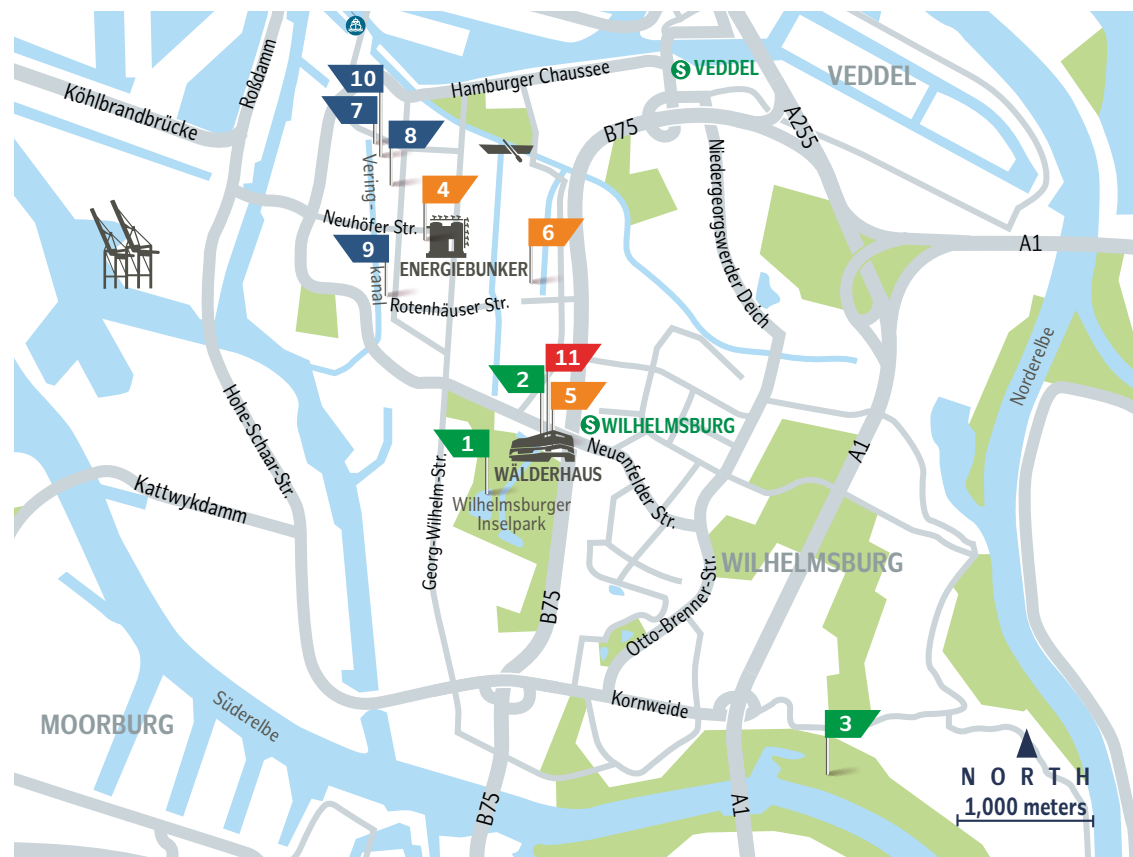 Roßdamm
Köhlbrandbrücke
Hamburger Chaussee
S VEDDEL
VEDDEL
10
7
8
B75
A255
Vering-
kanal
Niedergeorgswerder Deich
4
Neuhöfer Str.
6
9
ENERGIEBUNKER
A1
Rotenhäuser Str.
Norderelbe
11
2
5
S WILHELMSBURG
Hohe-Schaar-Str.
1
Neuenfelder Str.
A1
WÄLDERHAUS
Georg-Wilhelm-Str.
Kattwykdamm
Wilhelmsburger
Inselpark
WILHELMSBURG
B75
Otto-Brenner-Str.
Kornweide
MOORBURG
Süderelbe
3
B75
A1
NORTH
1,000 meters